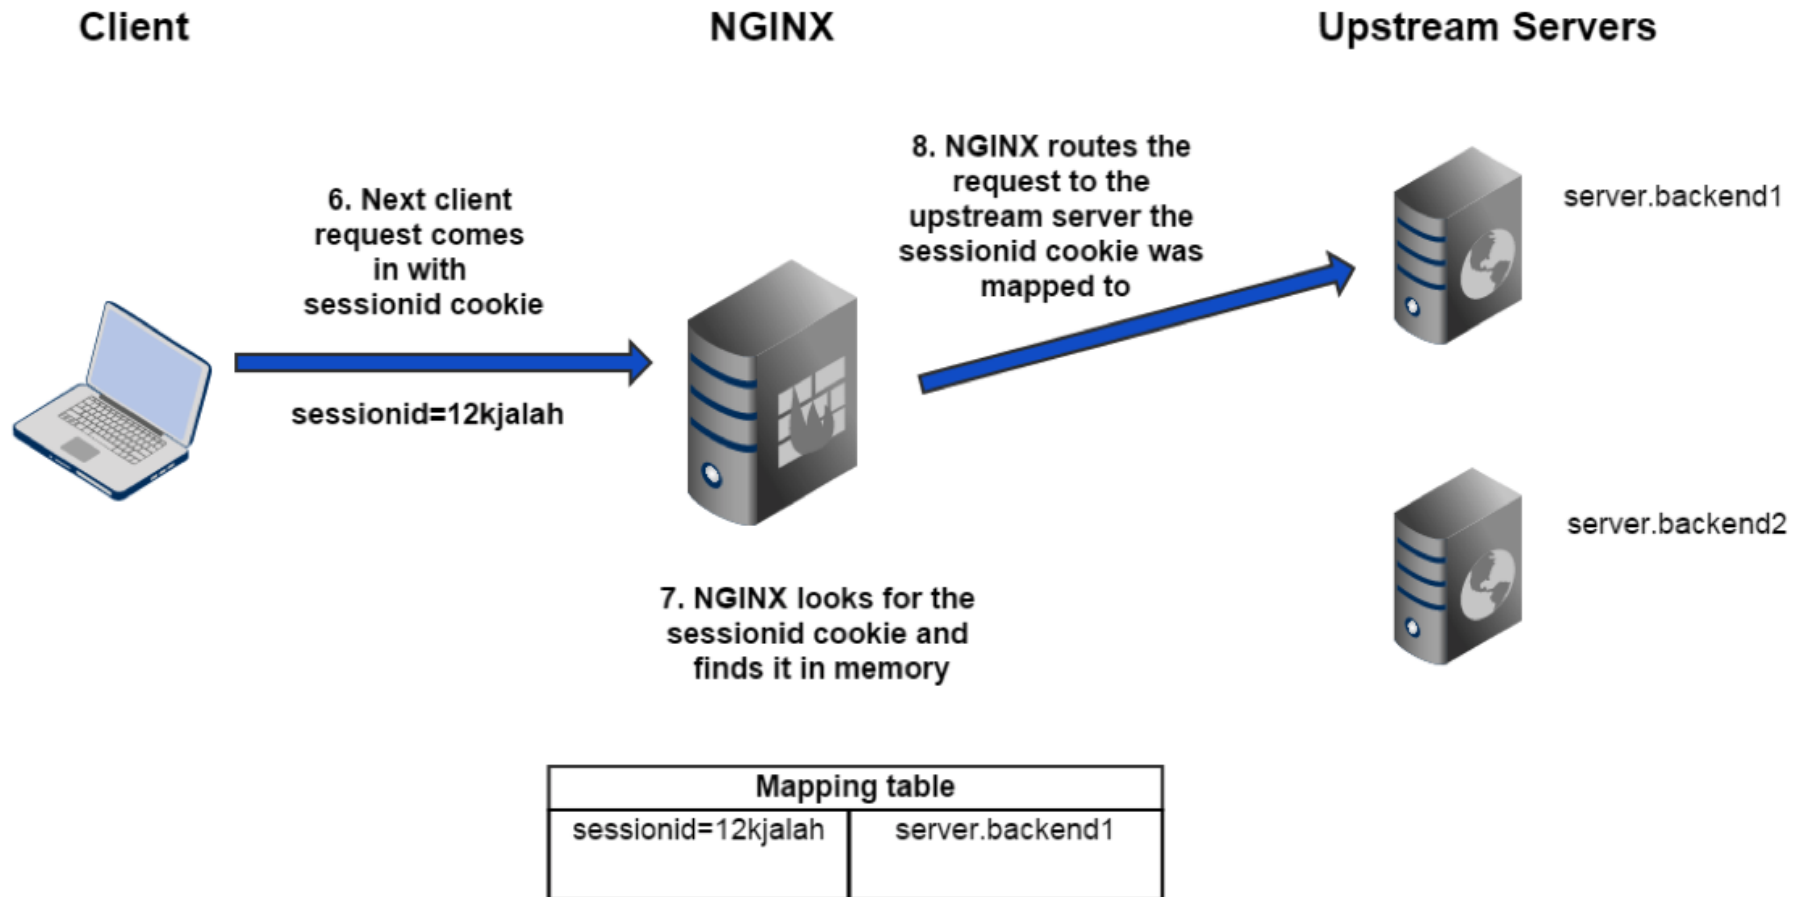 Client
NGINX
Upstream Servers
6. Next client
request comes
in with
sessionid cookie
sessionid=12kjalah
8. NGINX routes the
request to the
upstream server the
sessionid cookie was
mapped to
server.backend1
server.backend2
7. NGINX looks for the
sessionid cookie and
finds it in memory
Mapping table
sessionid=12kjalah
server.backend1